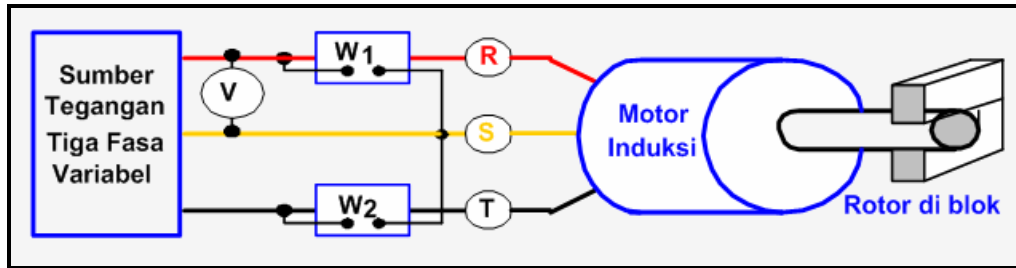 Sumber
Tegangan
Tiga Fasa
Variabel
V
W1
R
S
W2
T
Motor
Induksi
Rotor di blok